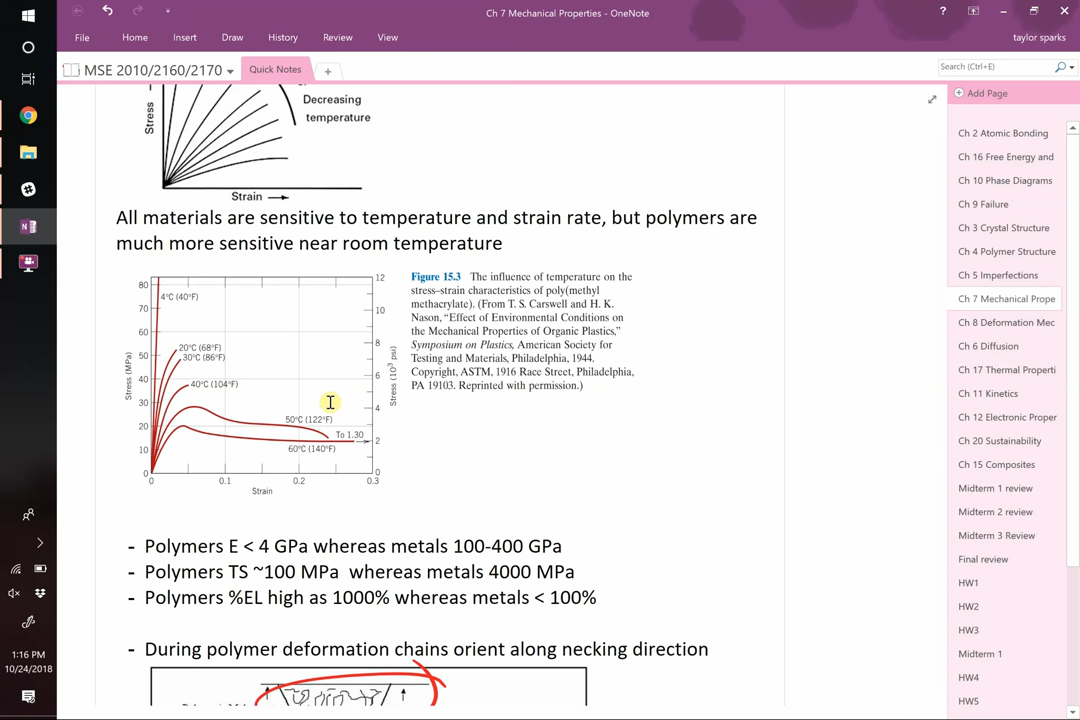 Ch 7 Mechanical Properties - OneNote
?
File Home Insert Draw History Review View
taylor sparks
MSE 2010/2160/2170
Quick Notes
+
Search (Ctrl+E)
Add Page
Ch 2 Atomic Bonding
Ch 16 Free Energy and
Ch 10 Phase Diagrams
Ch 9 Failure
Ch 3 Crystal Structure
Ch 4 Polymer Structure
Ch 5 Imperfections
Ch 7 Mechanical Prope
Ch 8 Deformation Mec
Ch 6 Diffusion
Ch 17 Thermal Properti
Ch 11 Kinetics
Ch 12 Electronic Proper
Ch 20 Sustainability
Ch 15 Composites
Midterm 1 review
Midterm 2 review
Midterm 3 Review
Final review
HW1
HW2
HW3
Midterm 1
HW4
HW5
Stress
Decreasing
temperature
Strain
All materials are sensitive to temperature and strain rate, but polymers are
much more sensitive near room temperature
80
70
60
50
40
30
20
10
0
Stress (MPa)
4°C (40°F)
20°C (68°F)
30°C (86°F)
40°C (104°F)
50°C (122°F)
To 1.30
60°C (140°F)
12
10
8
6
4
2
0
Stress (10³ psi)
0 0.1 0.2 0.3
Strain
Figure 15.3 The influence of temperature on the
stress–strain characteristics of poly(methyl
methacrylate). (From T. S. Carswell and H. K.
Nason, “Effect of Environmental Conditions on
the Mechanical Properties of Organic Plastics,”
Symposium on Plastics, American Society for
Testing and Materials, Philadelphia, 1944.
Copyright, ASTM, 1916 Race Street, Philadelphia,
PA 19103. Reprinted with permission.)
- Polymers E < 4 GPa whereas metals 100-400 GPa
- Polymers TS ~100 MPa whereas metals 4000 MPa
- Polymers %EL high as 1000% whereas metals < 100%
- During polymer deformation chains orient along necking direction
1:16 PM
10/24/2018